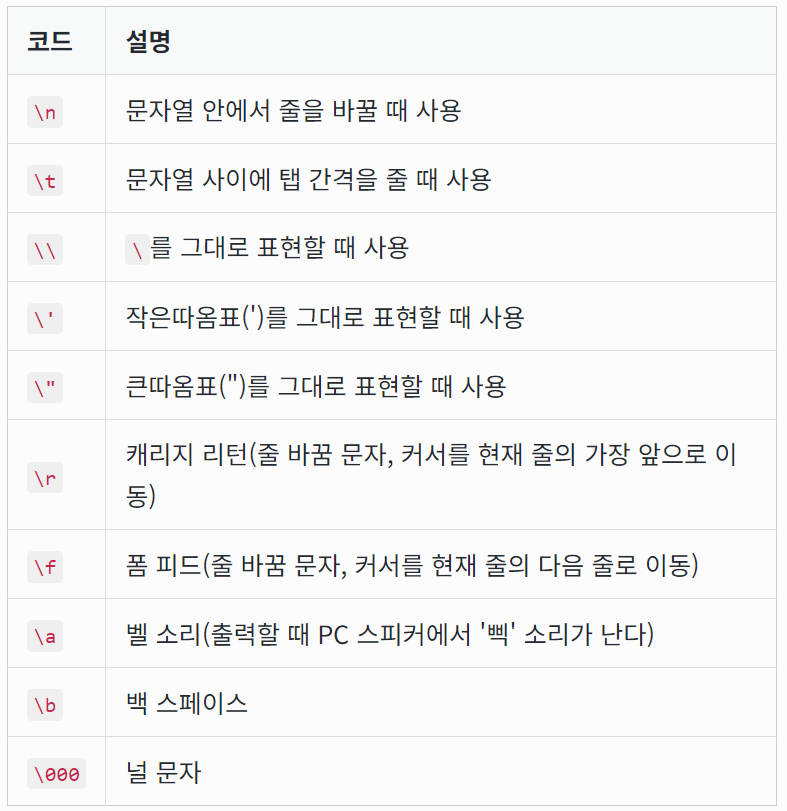 코드 설명
\n 문자열 안에서 줄을 바꿀 때 사용
\t 문자열 사이에 탭 간격을 줄 때 사용
\\ \를 그대로 표현할 때 사용
\' 작은따옴표(')를 그대로 표현할 때 사용
\" 큰따옴표(")를 그대로 표현할 때 사용
\r 캐리지 리턴(줄 바꿈 문자, 커서를 현재 줄의 가장 앞으로 이
동)
\f 폼 피드(줄 바꿈 문자, 커서를 현재 줄의 다음 줄로 이동)
\a 벨 소리(출력할 때 PC 스피커에서 '삑' 소리가 난다)
\b 백 스페이스
\000 널 문자